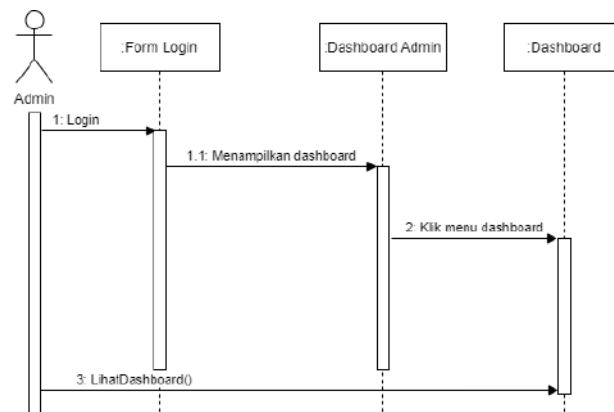 :Form Login
:Dashboard Admin
:Dashboard
Admin
1: Login
1.1: Menampilkan dashboard
2: Klik menu dashboard
3: LihatDashboard()